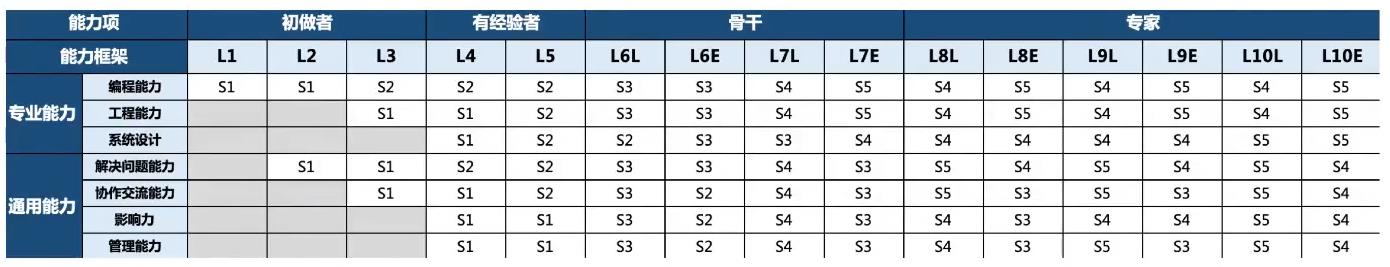 能力项 初做者 有经验者 骨干 专家
能力框架 L1 L2 L3 L4 L5 L6L L6E L7L L7E L8L L8E L9L L9E L10L L10E
专业能力 编程能力 S1 S1 S2 S2 S2 S3 S3 S4 S5 S4 S5 S4 S5 S4 S5
工程能力 S1 S1 S2 S3 S3 S4 S5 S4 S5 S4 S4 S5 S5
系统设计 S1 S2 S2 S3 S3 S4 S4 S4 S4 S4 S5 S5
通用能力 解决问题能力 S1 S1 S2 S2 S3 S3 S4 S3 S5 S4 S5 S4 S5 S4
协作交流能力 S1 S1 S2 S3 S2 S4 S3 S5 S3 S5 S3 S5 S4
影响力 S1 S1 S3 S2 S4 S3 S4 S3 S4 S4 S5 S4
管理能力 S1 S1 S3 S2 S4 S3 S4 S3 S5 S3 S5 S4